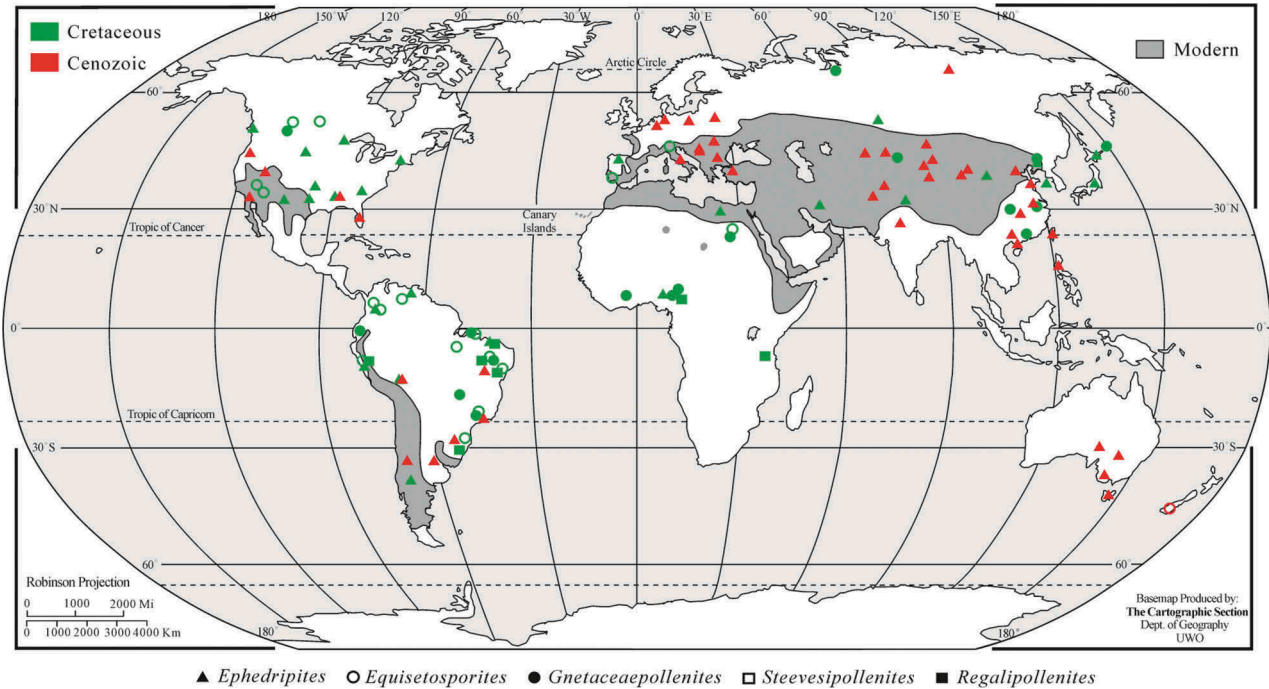 180° 150 W 120° 90° 60° 30 W 0° 30 E 60° 90° 120° 150 E 180°
Cretaceous
Cenozoic
Modern
Arctic Circle
60° 60°
30°N Canary 30°N
Islands
Tropic of Cancer
0° 0°
Tropic of Capricorn
30°S 30°S
60° 60°
Robinson Projection
0 1000 2000 Mi
0 1000 2000 3000 4000 Km
180° 180°
Basemap Produced by:
The Cartographic Section
Dept. of Geography
UWO
Ephedripites Equisetosporites Gnetaceaepollenites Steevesipollenites Regalipollenites